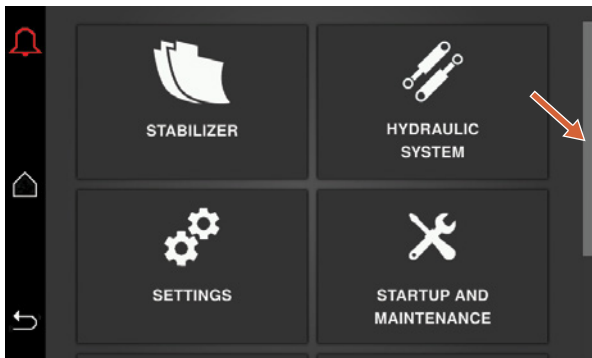 STABILIZER
HYDRAULIC
SYSTEM
SETTINGS
STARTUP AND
MAINTENANCE